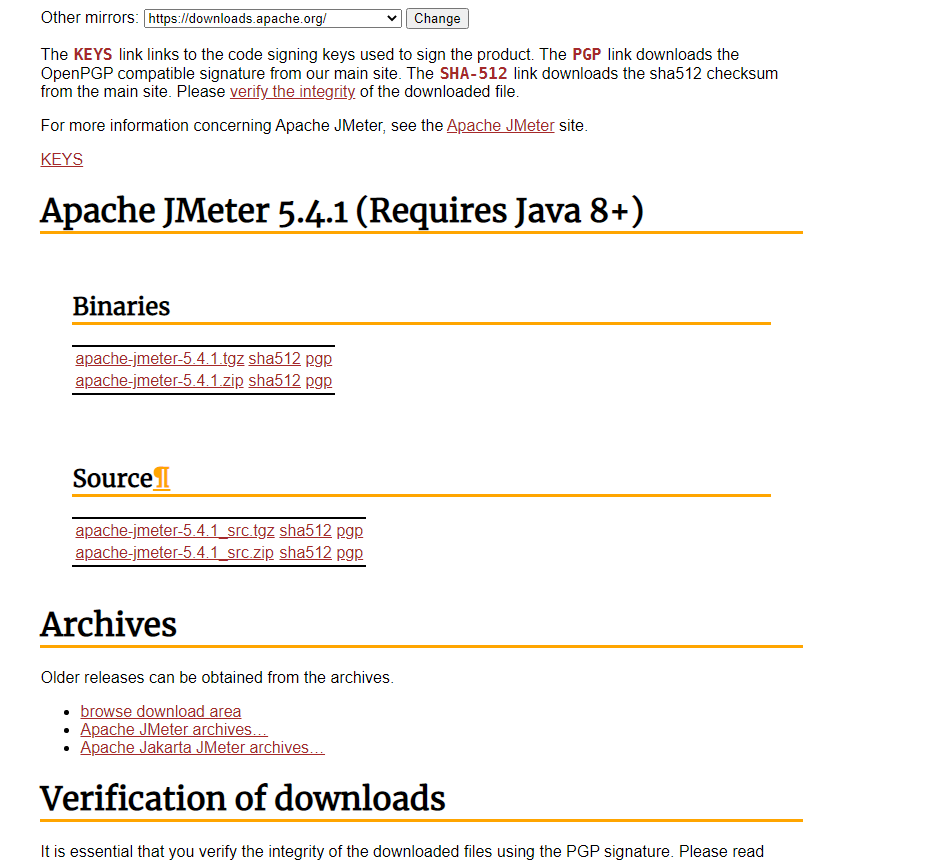 Other mirrors: https://downloads.apache.org/ Change
The KEYS link links to the code signing keys used to sign the product. The PGP link downloads the
OpenPGP compatible signature from our main site. The SHA-512 link downloads the sha512 checksum
from the main site. Please verify the integrity of the downloaded file.
For more information concerning Apache JMeter, see the Apache JMeter site.
KEYS
Apache JMeter 5.4.1 (Requires Java 8+)
Binaries
apache-jmeter-5.4.1.tgz sha512 pgp
apache-jmeter-5.4.1.zip sha512 pgp
Source¶
apache-jmeter-5.4.1_src.tgz sha512 pgp
apache-jmeter-5.4.1_src.zip sha512 pgp
Archives
Older releases can be obtained from the archives.
• browse download area
• Apache JMeter archives…
• Apache Jakarta JMeter archives…
Verification of downloads
It is essential that you verify the integrity of the downloaded files using the PGP signature. Please read